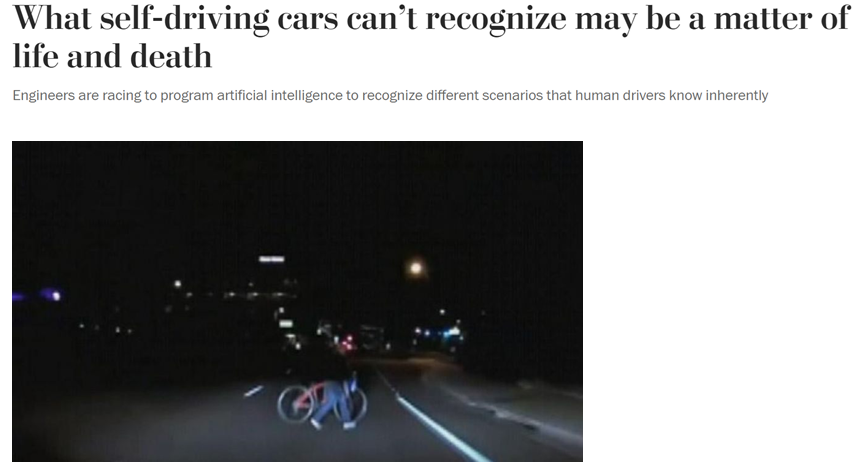 What self-driving cars can’t recognize may be a matter of
life and death
Engineers are racing to program artificial intelligence to recognize different scenarios that human drivers know inherently